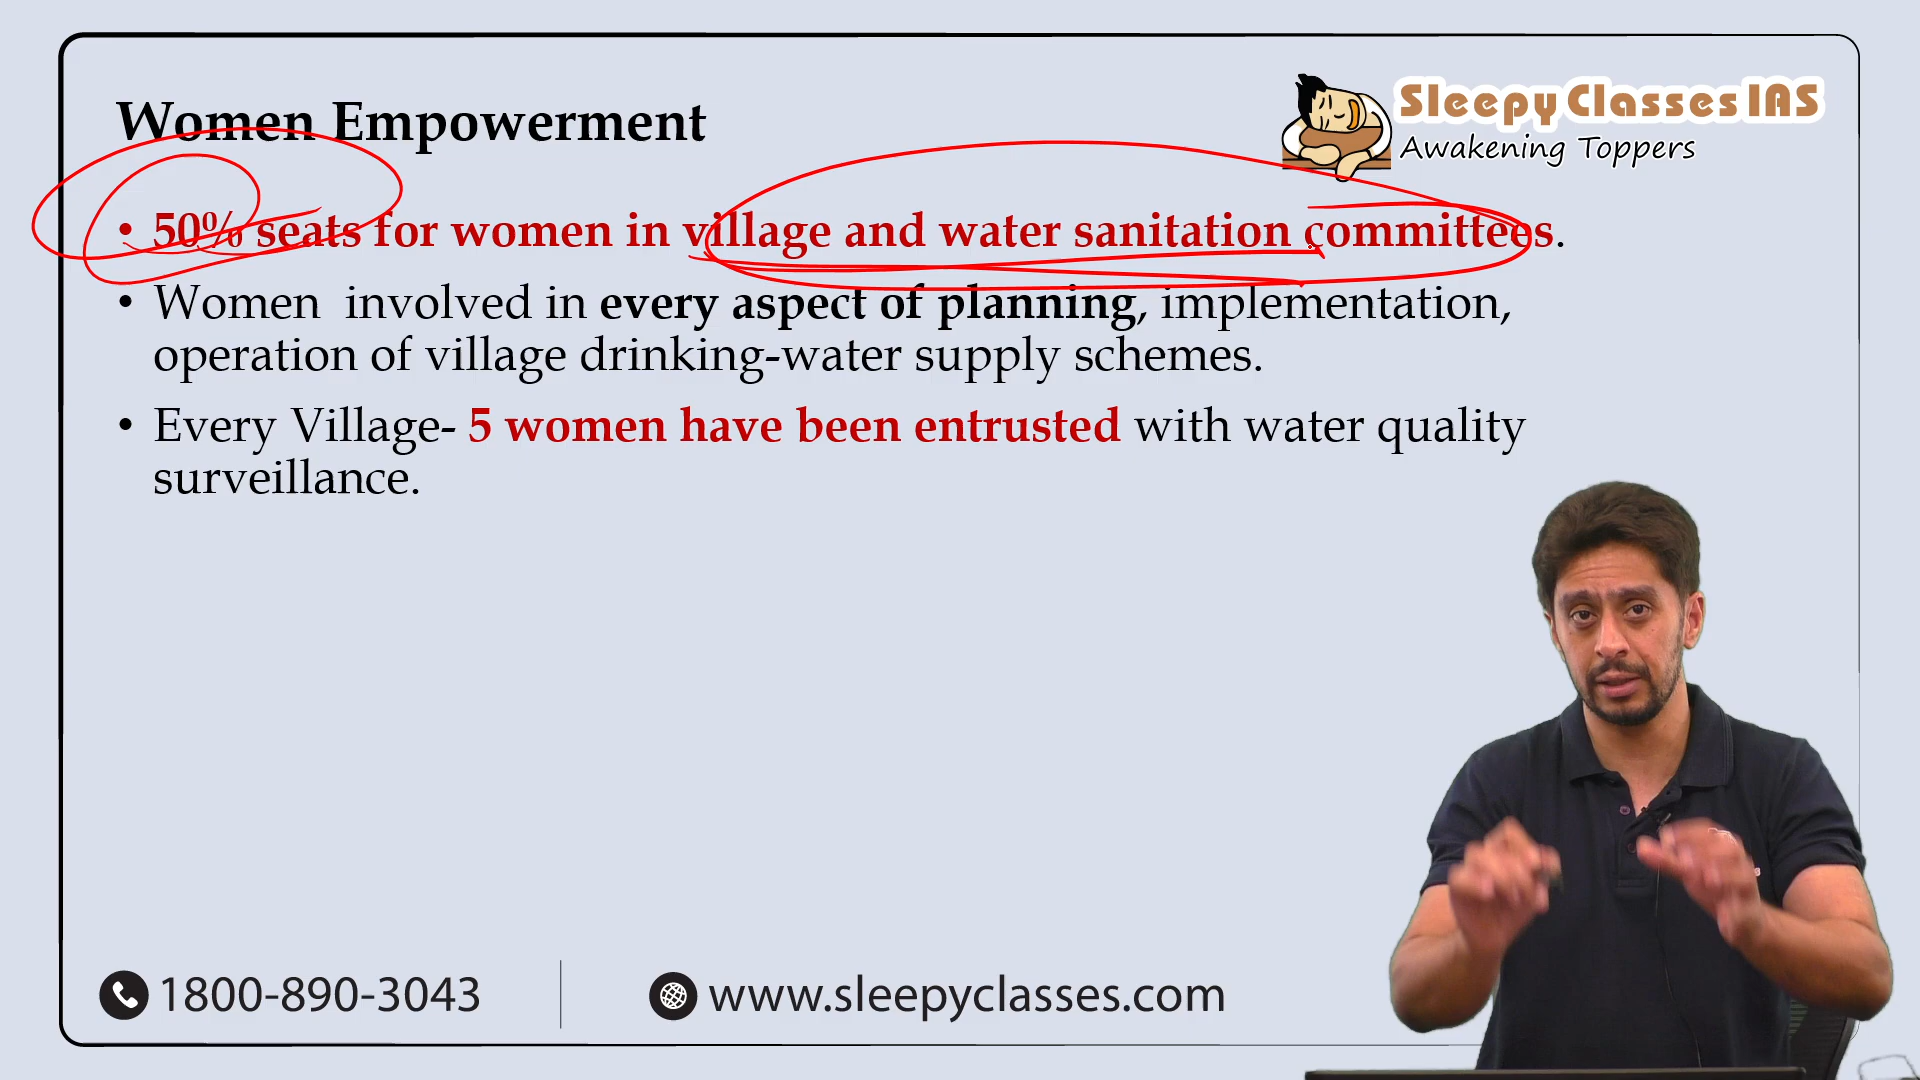 Women Empowerment
Sleepy Classes IAS
Awakening Toppers
• 50% seats for women in village and water sanitation committees.
• Women involved in every aspect of planning, implementation,
operation of village drinking-water supply schemes.
• Every Village- 5 women have been entrusted with water quality
surveillance.
1800-890-3043
www.sleepyclasses.com